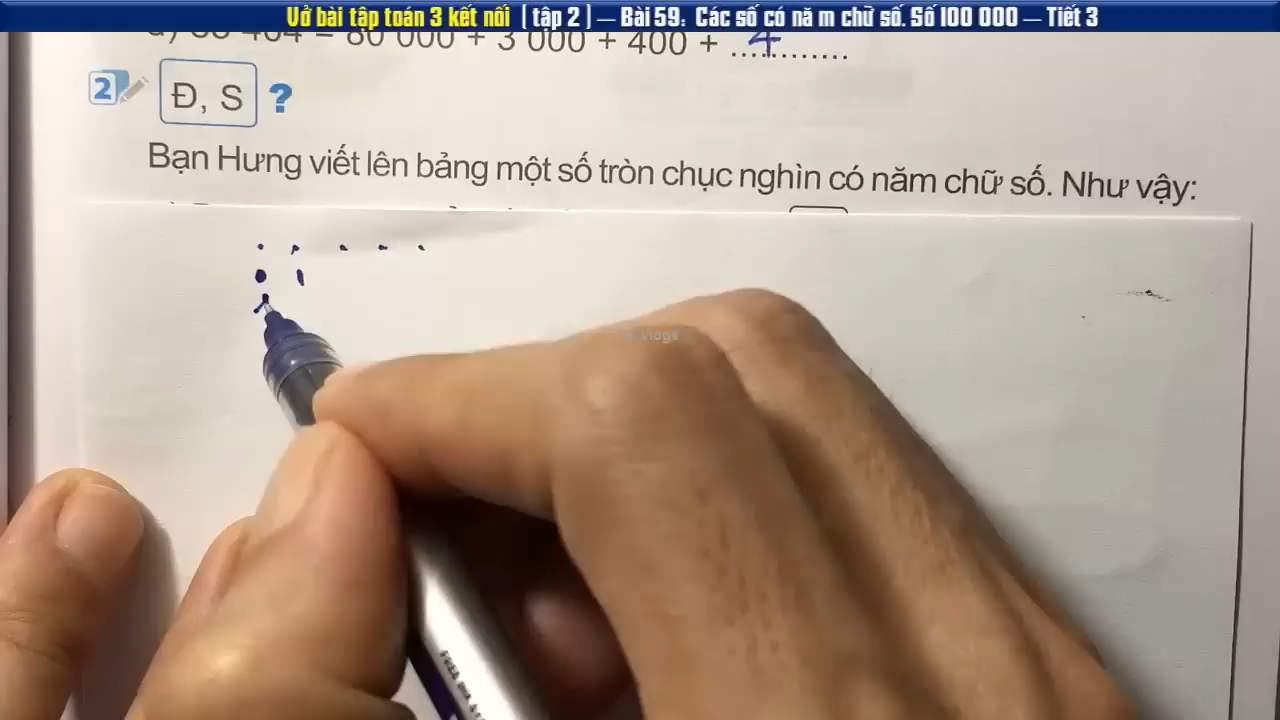 Vở bài tập toán 3 kết nối (tập 2) – Bài 59: Các số có năm chữ số. Số 100 000 – Tiết 3
404 = 80 000 + 3 000 + 400 + 4
2 Đ, S ?
Bạn Hưng viết lên bảng một số tròn chục nghìn có năm chữ số. Như vậy: